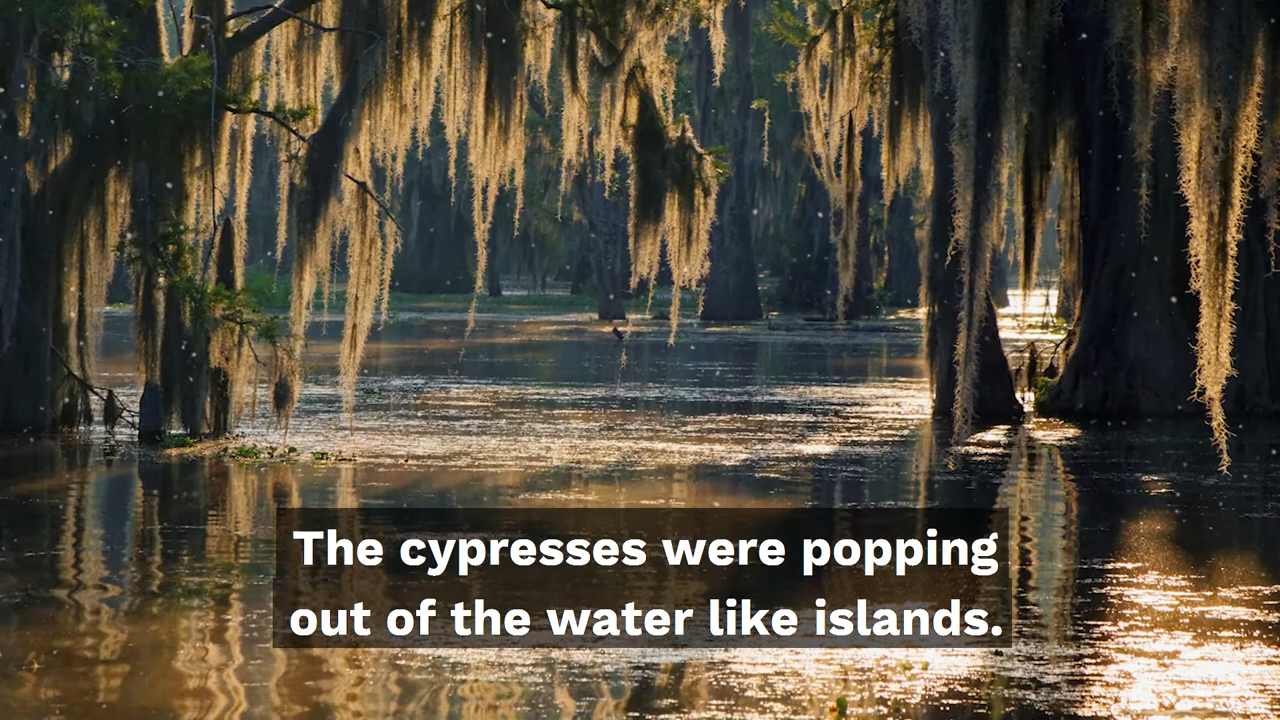 The cypresses were popping
out of the water like islands.